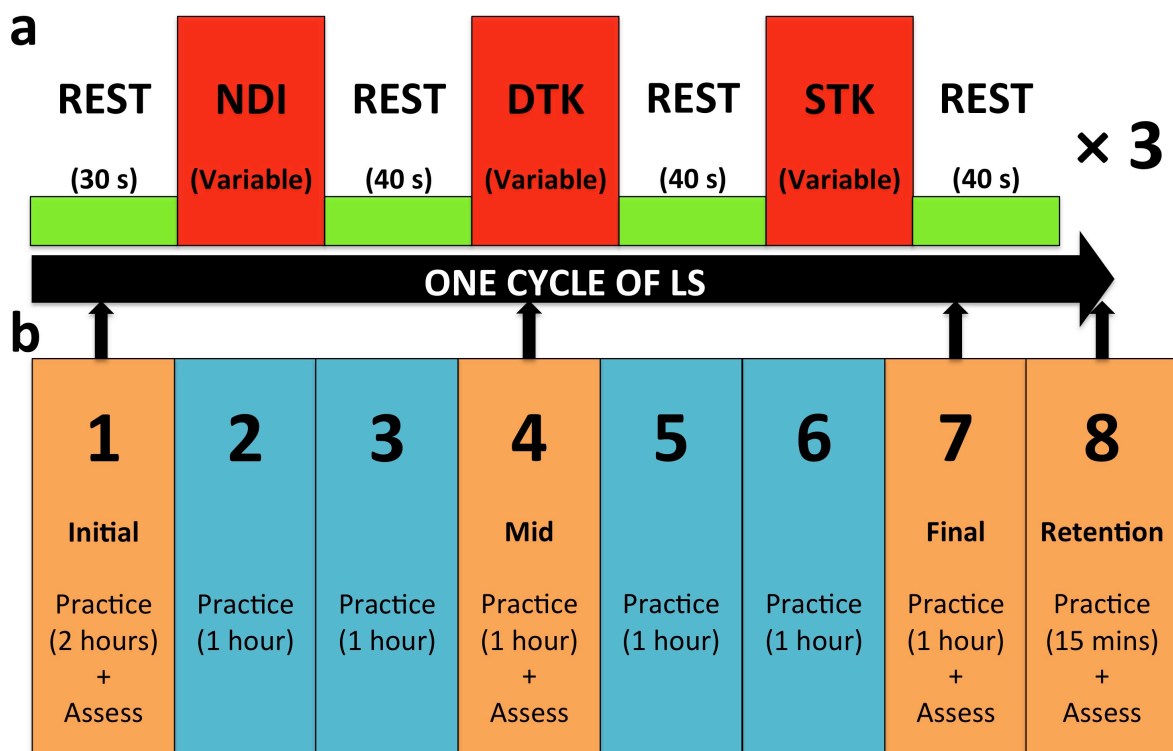 a
REST NDI REST DTK REST STK REST
× 3
(30 s) (Variable) (40 s) (Variable) (40 s) (Variable) (40 s)
ONE CYCLE OF LS
b
1 2 3 4 5 6 7 8
Initial Mid Final Retention
Practice Practice Practice Practice Practice Practice Practice Practice
(2 hours) (1 hour) (1 hour) (1 hour) (1 hour) (1 hour) (1 hour) (15 mins)
+ + + +
Assess Assess Assess Assess